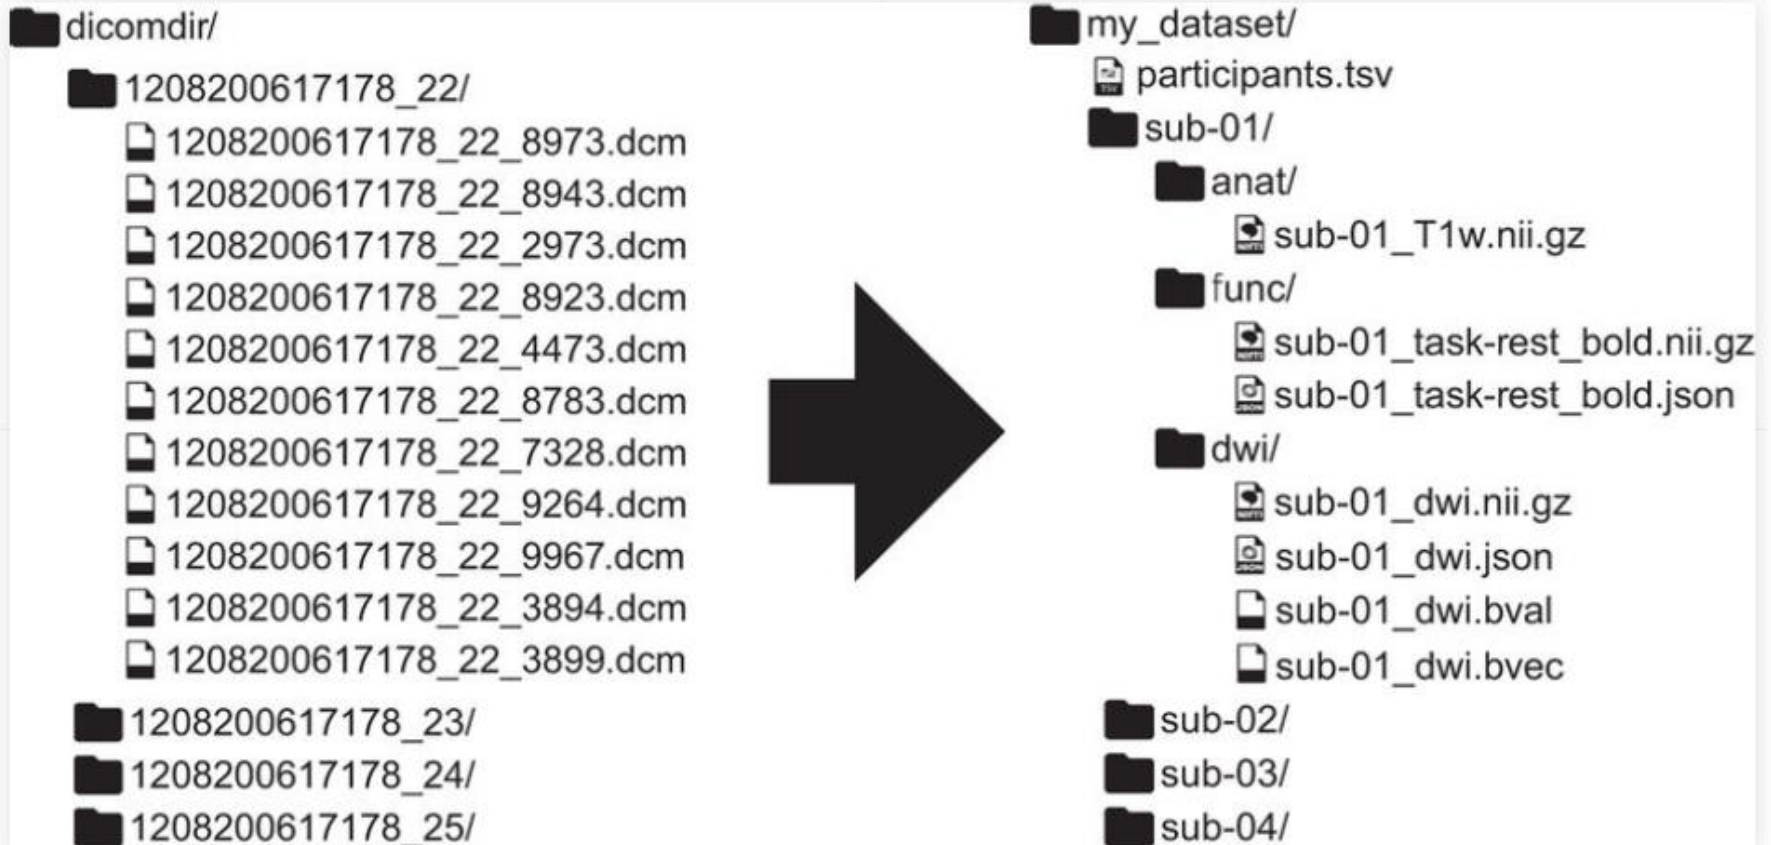 dicomdir/
1208200617178_22/
1208200617178_22_8973.dcm
1208200617178_22_8943.dcm
1208200617178_22_2973.dcm
1208200617178_22_8923.dcm
1208200617178_22_4473.dcm
1208200617178_22_8783.dcm
1208200617178_22_7328.dcm
1208200617178_22_9264.dcm
1208200617178_22_9967.dcm
1208200617178_22_3894.dcm
1208200617178_22_3899.dcm
1208200617178_23/
1208200617178_24/
1208200617178_25/
my_dataset/
participants.tsv
sub-01/
anat/
sub-01_T1w.nii.gz
func/
sub-01_task-rest_bold.nii.gz
sub-01_task-rest_bold.json
dwi/
sub-01_dwi.nii.gz
sub-01_dwi.json
sub-01_dwi.bval
sub-01_dwi.bvec
sub-02/
sub-03/
sub-04/